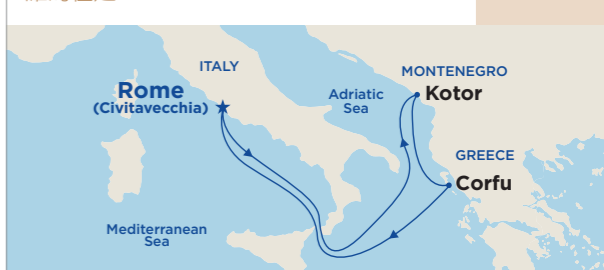 ITALY
Rome
(Civitavecchia)
Adriatic
Sea
MONTENEGRO
Kotor
GREECE
Corfu
Mediterranean
Sea